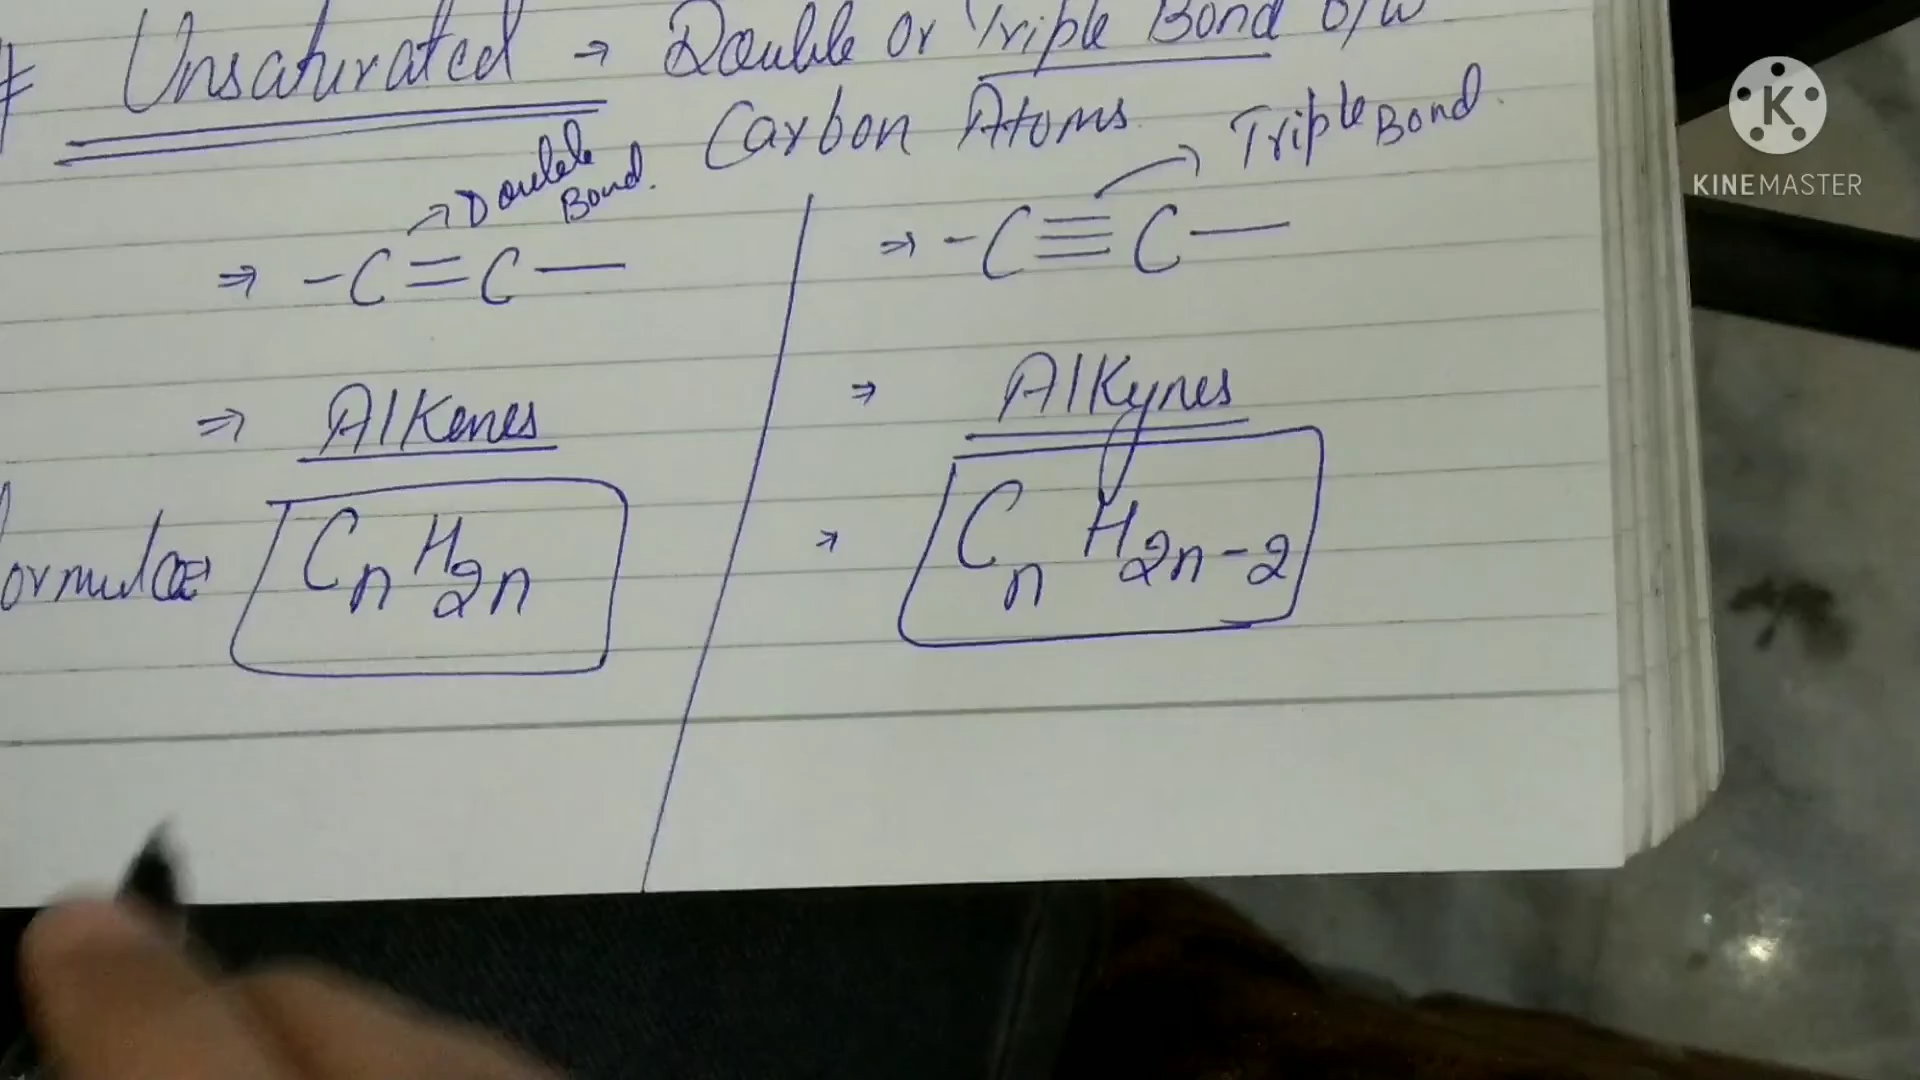 # Unsaturated → Double or Triple Bond b/w
Carbon Atoms.
→ Double Bond.
→ Triple Bond.
⇒ -C=C—
⇒ -C≡C—
⇒ Alkenes
⇒ Alkynes
ormula⇒ CnH2n
→ CnH2n-2
K
KINEMASTER